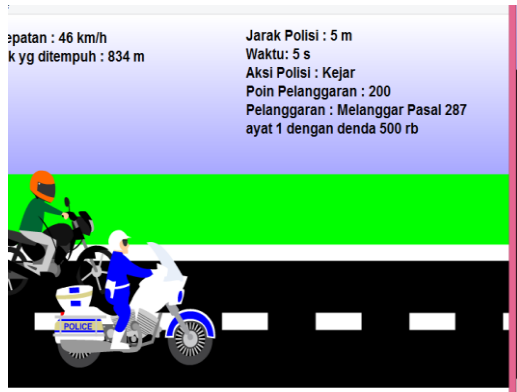 epatan : 46 km/h
k yg ditempuh : 834 m
Jarak Polisi : 5 m
Waktu: 5 s
Aksi Polisi : Kejar
Poin Pelanggaran : 200
Pelanggaran : Melanggar Pasal 287
ayat 1 dengan denda 500 rb
POLICE